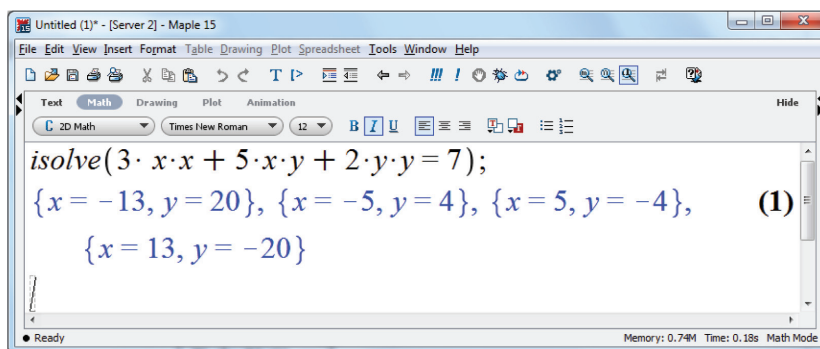 Untitled (1)* - [Server 2] - Maple 15
File Edit View Insert Format Table Drawing Plot Spreadsheet Tools Window Help
T
Text Math Drawing Plot Animation Hide
C 2D Math Times New Roman 12 B I U
isolve(3· x·x + 5·x·y + 2·y·y = 7);
{x = −13, y = 20}, {x = −5, y = 4}, {x = 5, y = −4}, (1)
{x = 13, y = −20}
Ready Memory: 0.74M Time: 0.18s Math Mode